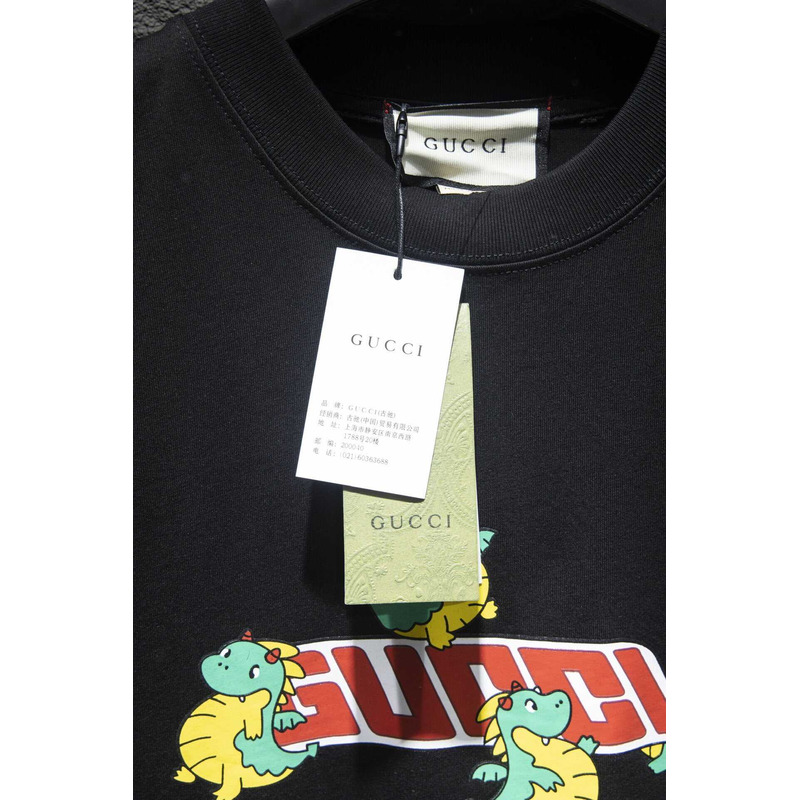 GUCCI
GUCCI
品 牌：GUCCI(古驰)
经销商：古驰(中国)贸易有限公司
地 址：上海市静安区南京西路
1788号20楼
邮 编：200040
电 话：(021)60363688
GUCCI
GUCCI